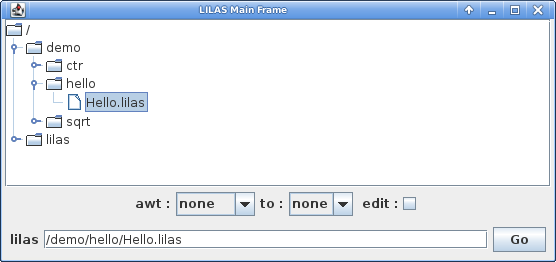 LILAS Main Frame
/
demo
ctr
hello
Hello.lilas
sqrt
lilas
awt : none to : none edit :
lilas /demo/hello/Hello.lilas Go